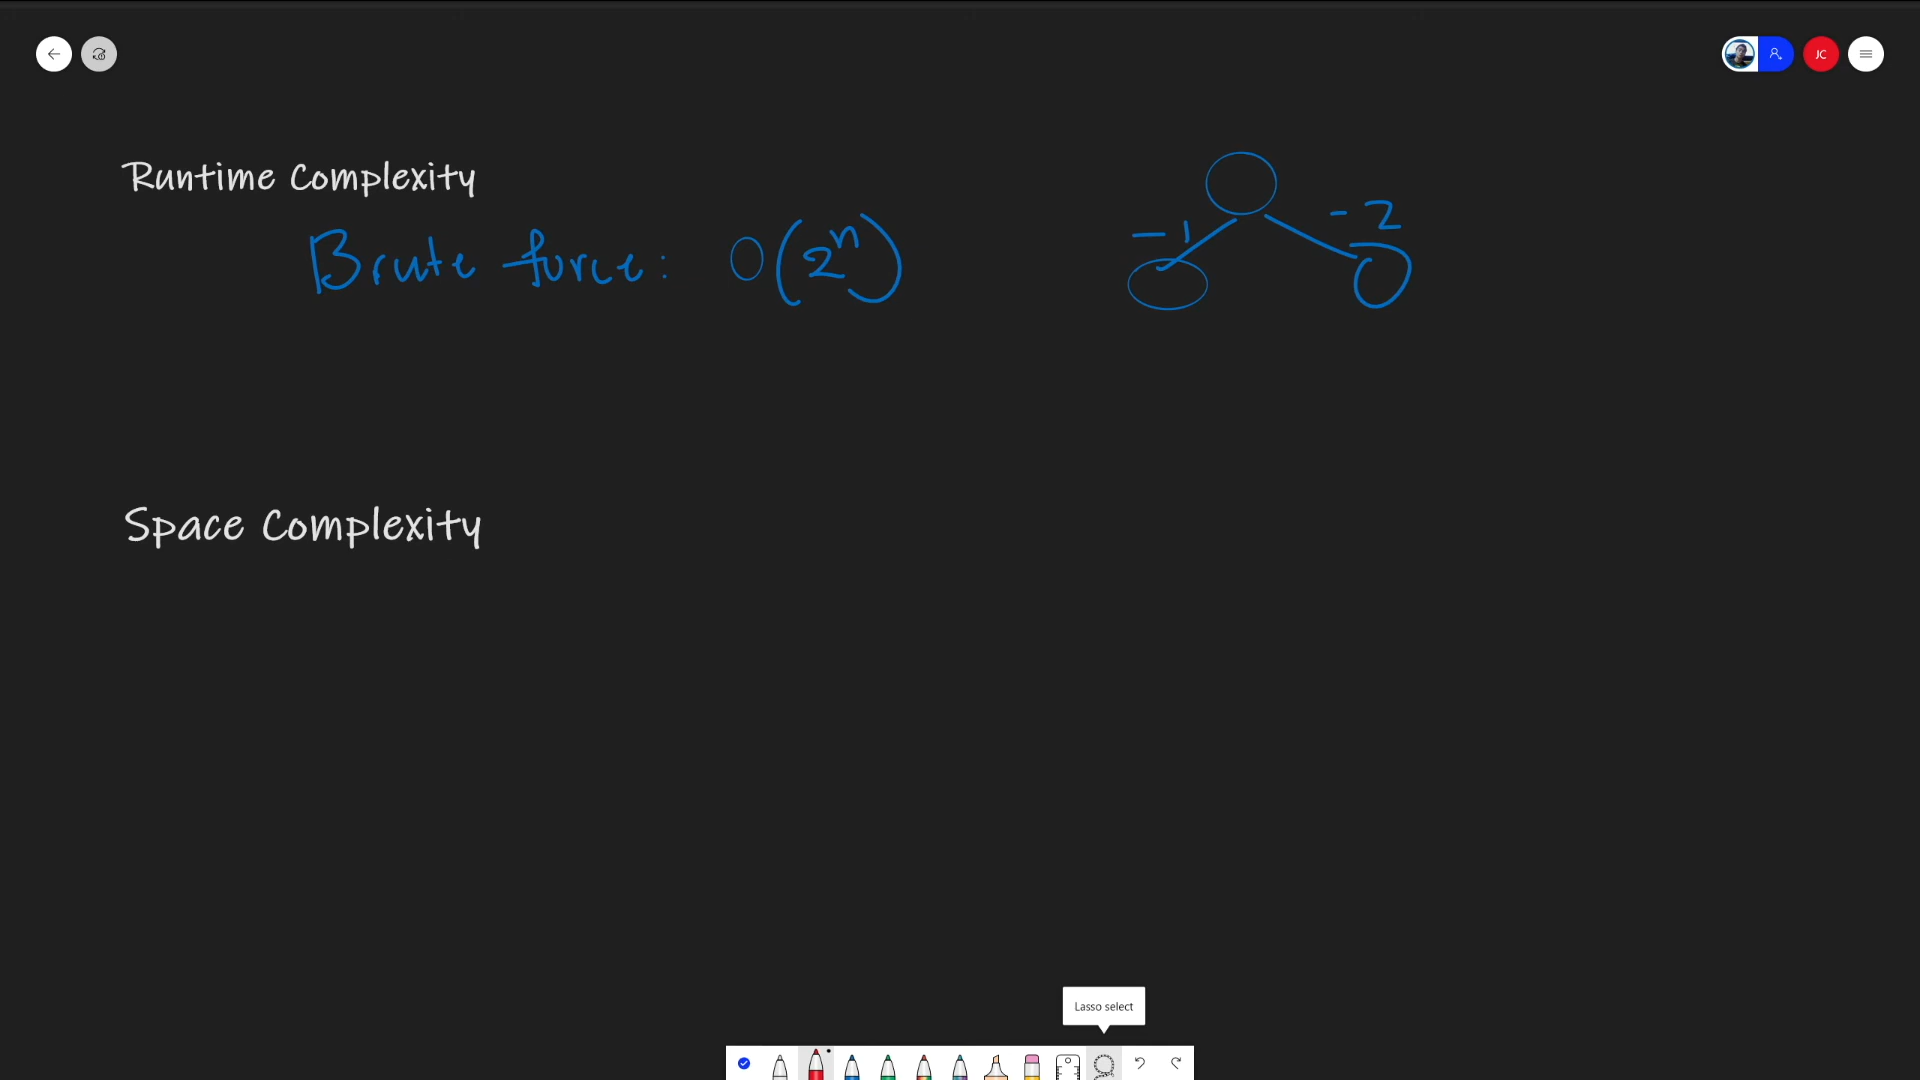 JC
Runtime Complexity
Brute force: O(2^n)
-1
-2
Space Complexity
Lasso select